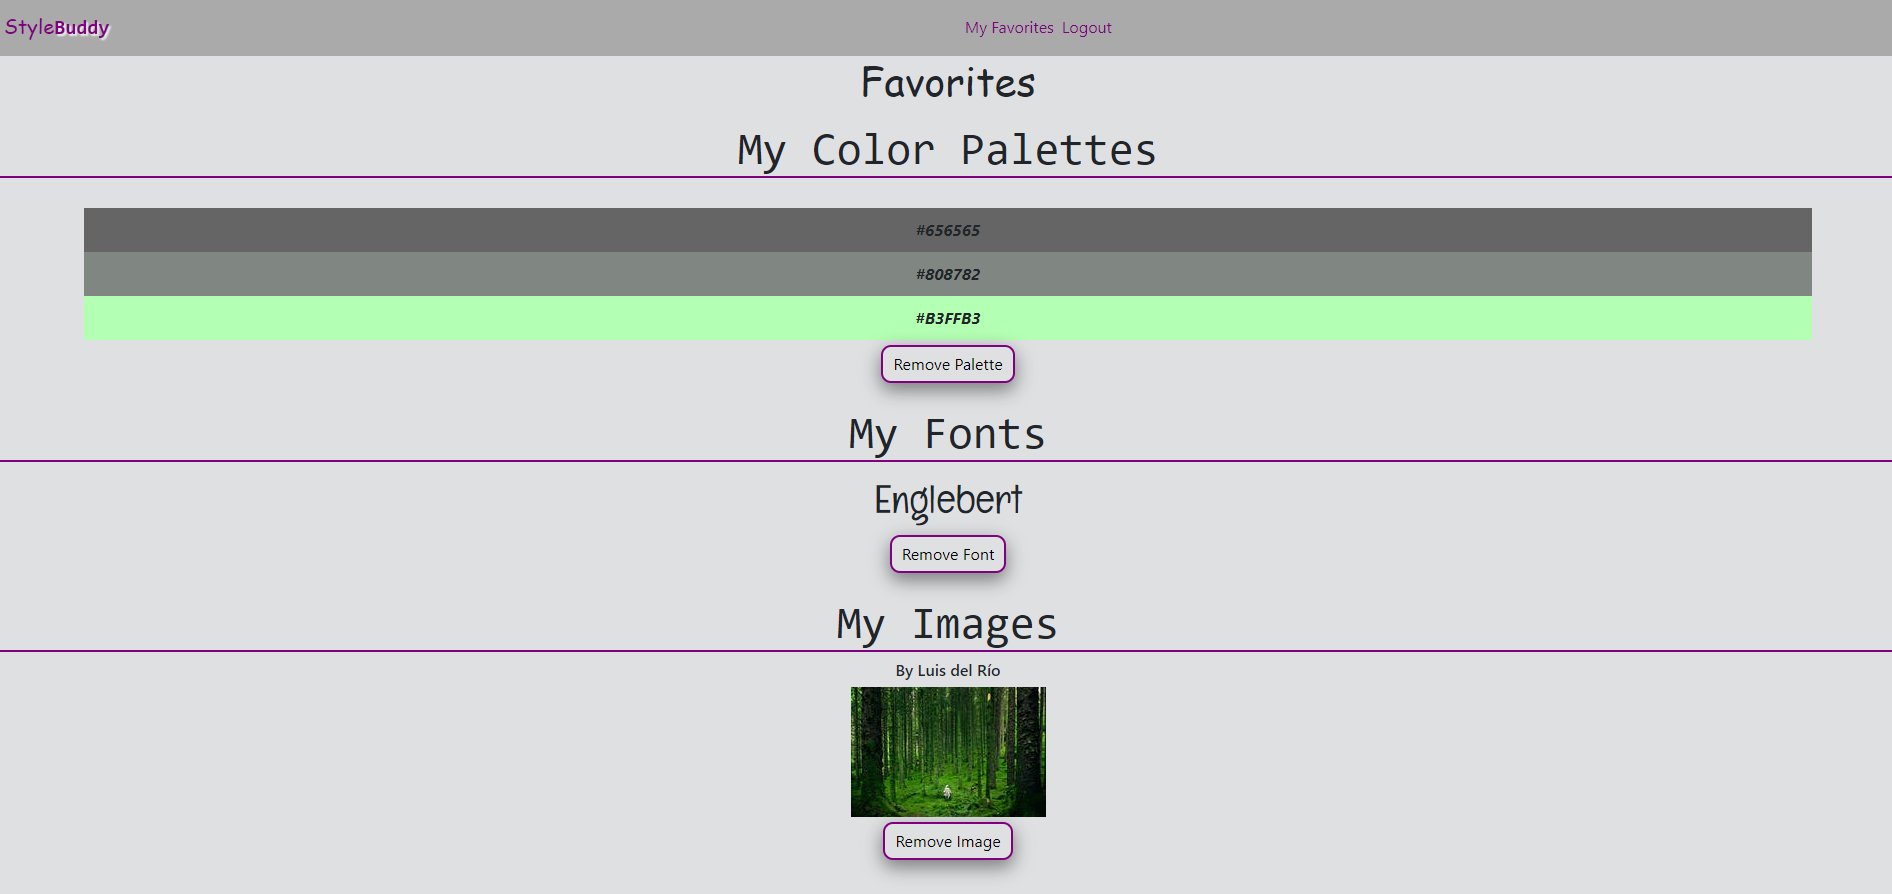 StyleBuddy
My Favorites Logout
Favorites
My Color Palettes
#656565
#808782
#B3FFB3
Remove Palette
My Fonts
Englebert
Remove Font
My Images
By Luis del Río
Remove Image